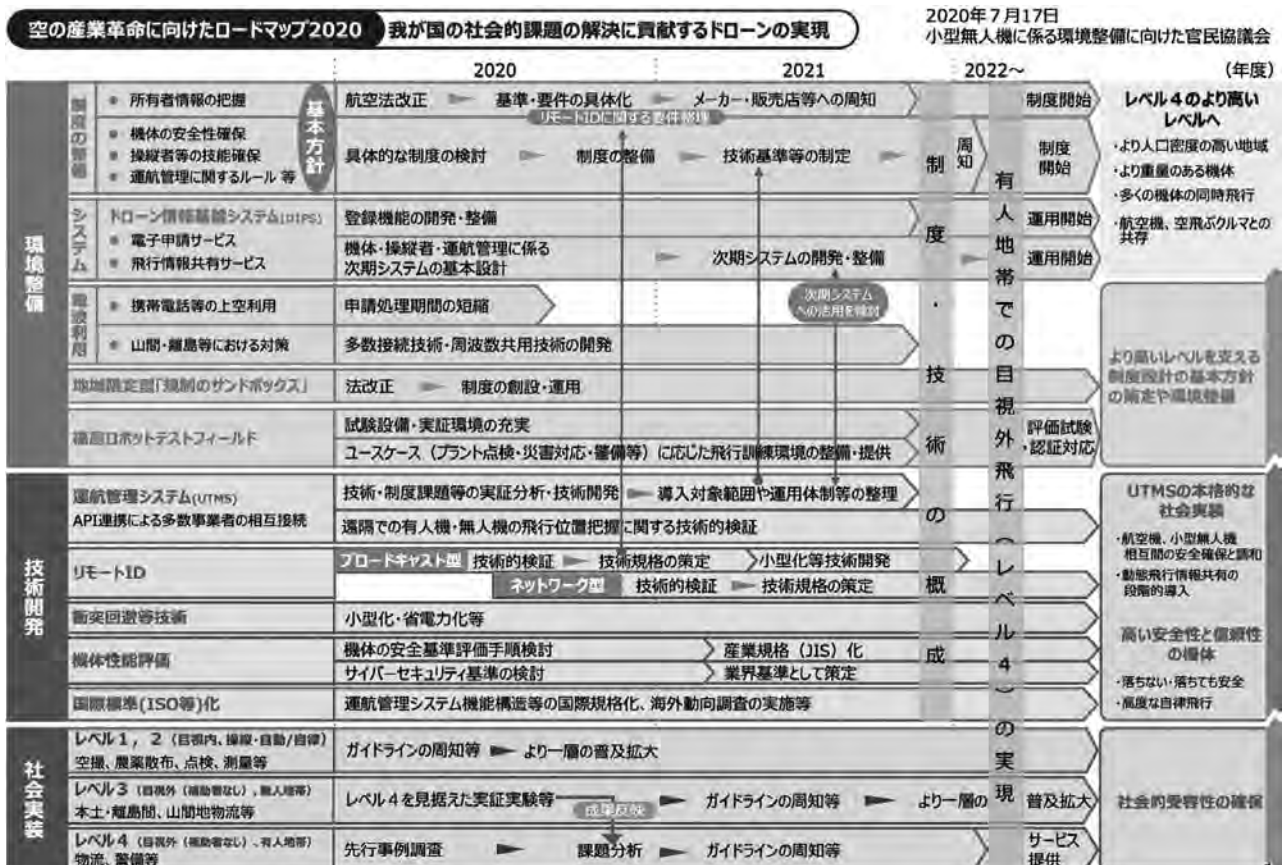 空の産業革命に向けたロードマップ2020
我が国の社会的課題の解決に貢献するドローンの実現
2020年7月17日
小型無人機に係る環境整備に向けた官民協議会
2020
2021
2022~
(年度)
環境整備
制度の整備
● 所有者情報の把握
● 機体の安全性確保
● 操縦者等の技能確保
● 運航管理に関するルール 等
基本方針
航空法改正
基準・要件の具体化
メーカー・販売店等への周知
制度開始
リモートIDに関する要件整理
具体的な制度の検討
制度の整備
技術基準等の制定
周知
制度
開始
システム
ドローン情報基盤システム(DIPS)
● 電子申請サービス
● 飛行情報共有サービス
登録機能の開発・整備
運用開始
機体・操縦者・運航管理に係る
次期システムの基本設計
次期システムの開発・整備
運用開始
電波利用
● 携帯電話等の上空利用
申請処理期間の短縮
次期システム
への活用を検討
● 山間・離島等における対策
多数接続技術・周波数共用技術の開発
地域限定型「規制のサンドボックス」
法改正
制度の創設・運用
福島ロボットテストフィールド
試験設備・実証環境の充実
ユースケース(プラント点検・災害対応・警備等)に応じた飛行訓練環境の整備・提供
評価試験
・認証対応
技術開発
運航管理システム(UTMS)
API連携による多数事業者の相互接続
技術・制度課題等の実証分析・技術開発
導入対象範囲や運用体制等の整理
遠隔での有人機・無人機の飛行位置把握に関する技術的検証
リモートID
ブロードキャスト型
技術的検証
技術規格の策定
小型化等技術開発
ネットワーク型
技術的検証
技術規格の策定
衝突回避等技術
小型化・省電力化等
機体性能評価
機体の安全基準評価手順検討
産業規格(JIS)化
サイバーセキュリティ基準の検討
業界基準として策定
国際標準(ISO等)化
運航管理システム機能構造等の国際規格化、海外動向調査の実施等
社会実装
レベル1,2(目視内、操縦・自動/自律)
空撮、農薬散布、点検、測量等
ガイドラインの周知等
より一層の普及拡大
レベル3(目視外(補助者なし)、無人地帯)
本土・離島間、山間地物流等
レベル4を見据えた実証実験等
ガイドラインの周知等
より一層の
普及拡大
成果反映
レベル4(目視外(補助者なし)、有人地帯)
物流、警備等
先行事例調査
課題分析
ガイドラインの周知等
サービス
提供
制度・技術の概成
有人地帯での目視外飛行(レベル4)の実現
レベル4のより高い
レベルへ
・より人口密度の高い地域
・より重量のある機体
・多くの機体の同時飛行
・航空機、空飛ぶクルマとの
共存
より高いレベルを支える
制度設計の基本方針
の策定や環境整備
UTMSの本格的な
社会実装
・航空機、小型無人機
相互間の安全確保と調和
・動態飛行情報共有の
段階的導入
高い安全性と信頼性
の機体
・落ちない・落ちても安全
・高度な自律飛行
社会的受容性の確保